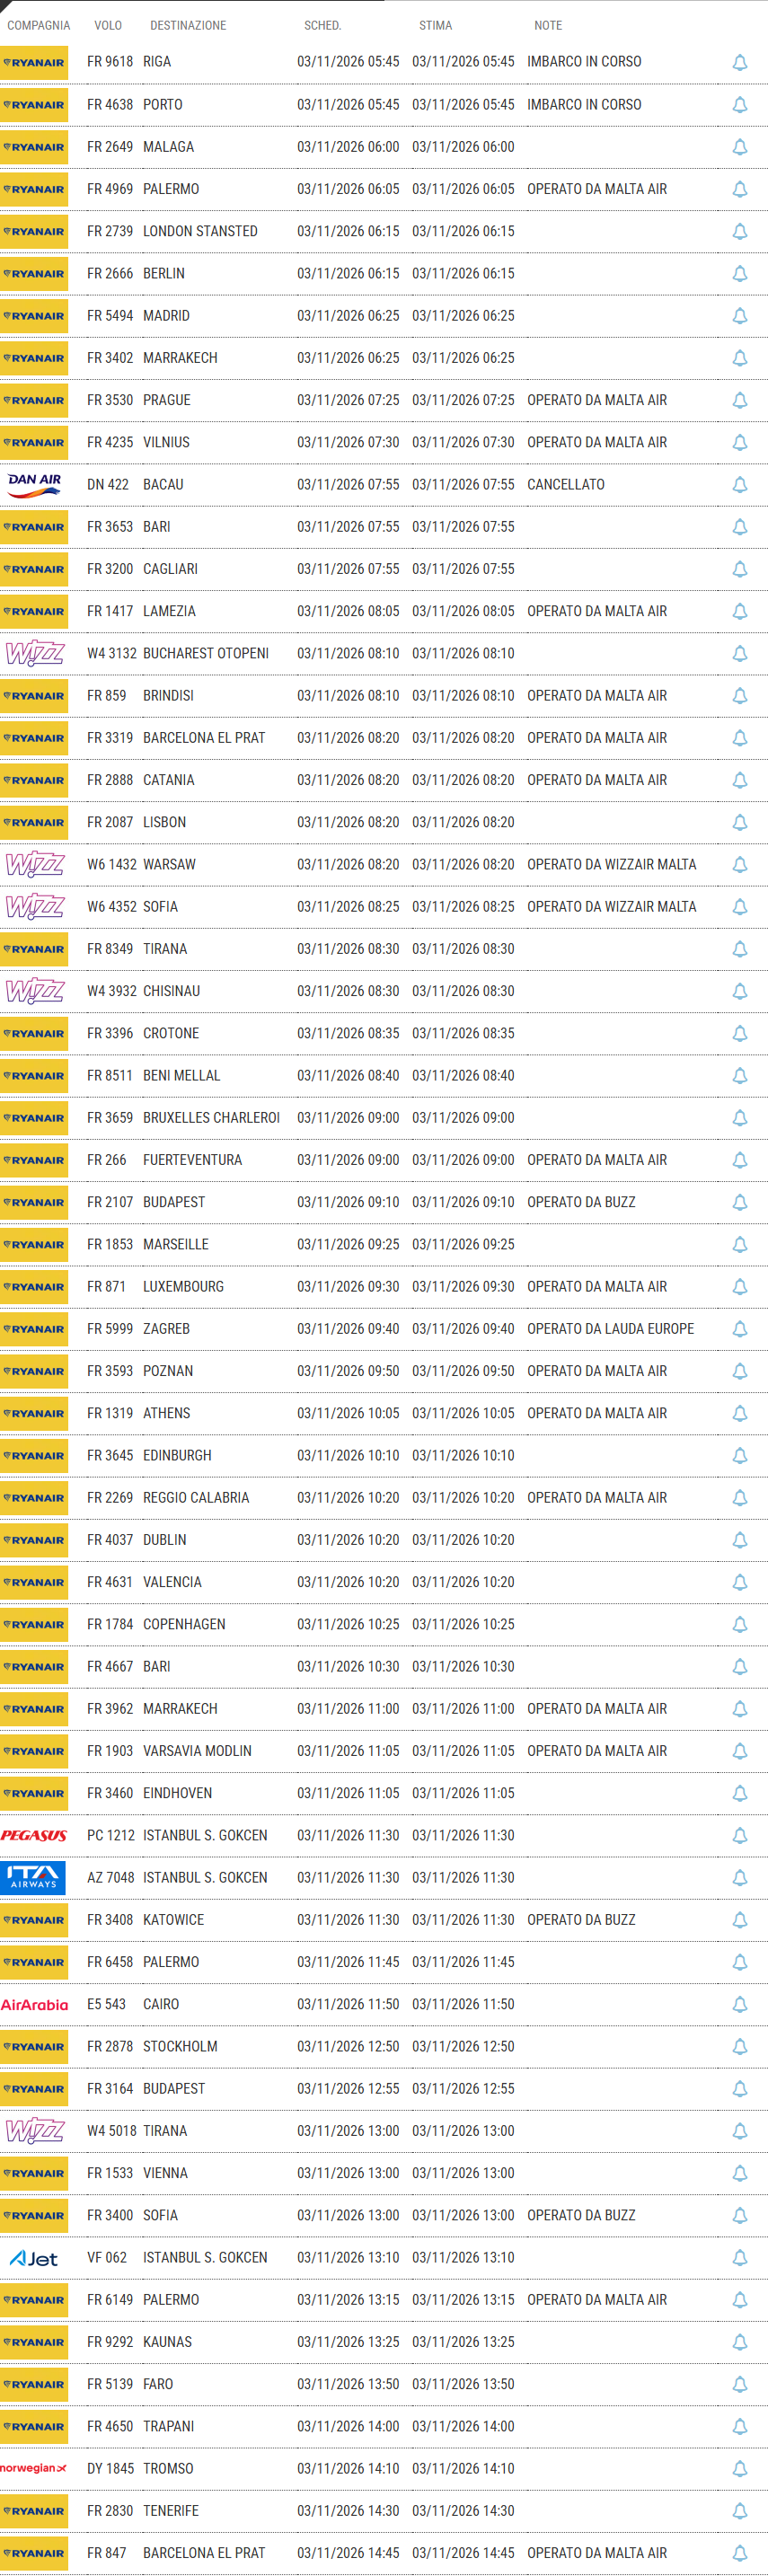 COMPAGNIA VOLO DESTINAZIONE SCHED. STIMA NOTE
RYANAIR FR 9618 RIGA 03/11/2026 05:45 03/11/2026 05:45 IMBARCO IN CORSO
RYANAIR FR 4638 PORTO 03/11/2026 05:45 03/11/2026 05:45 IMBARCO IN CORSO
RYANAIR FR 2649 MALAGA 03/11/2026 06:00 03/11/2026 06:00
RYANAIR FR 4969 PALERMO 03/11/2026 06:05 03/11/2026 06:05 OPERATO DA MALTA AIR
RYANAIR FR 2739 LONDON STANSTED 03/11/2026 06:15 03/11/2026 06:15
RYANAIR FR 2666 BERLIN 03/11/2026 06:15 03/11/2026 06:15
RYANAIR FR 5494 MADRID 03/11/2026 06:25 03/11/2026 06:25
RYANAIR FR 3402 MARRAKECH 03/11/2026 06:25 03/11/2026 06:25
RYANAIR FR 3530 PRAGUE 03/11/2026 07:25 03/11/2026 07:25 OPERATO DA MALTA AIR
RYANAIR FR 4235 VILNIUS 03/11/2026 07:30 03/11/2026 07:30 OPERATO DA MALTA AIR
DAN AIR DN 422 BACAU 03/11/2026 07:55 03/11/2026 07:55 CANCELLATO
RYANAIR FR 3653 BARI 03/11/2026 07:55 03/11/2026 07:55
RYANAIR FR 3200 CAGLIARI 03/11/2026 07:55 03/11/2026 07:55
RYANAIR FR 1417 LAMEZIA 03/11/2026 08:05 03/11/2026 08:05 OPERATO DA MALTA AIR
WIZZ W4 3132 BUCHAREST OTOPENI 03/11/2026 08:10 03/11/2026 08:10
RYANAIR FR 859 BRINDISI 03/11/2026 08:10 03/11/2026 08:10 OPERATO DA MALTA AIR
RYANAIR FR 3319 BARCELONA EL PRAT 03/11/2026 08:20 03/11/2026 08:20 OPERATO DA MALTA AIR
RYANAIR FR 2888 CATANIA 03/11/2026 08:20 03/11/2026 08:20 OPERATO DA MALTA AIR
RYANAIR FR 2087 LISBON 03/11/2026 08:20 03/11/2026 08:20
WIZZ W6 1432 WARSAW 03/11/2026 08:20 03/11/2026 08:20 OPERATO DA WIZZAIR MALTA
WIZZ W6 4352 SOFIA 03/11/2026 08:25 03/11/2026 08:25 OPERATO DA WIZZAIR MALTA
RYANAIR FR 8349 TIRANA 03/11/2026 08:30 03/11/2026 08:30
WIZZ W4 3932 CHISINAU 03/11/2026 08:30 03/11/2026 08:30
RYANAIR FR 3396 CROTONE 03/11/2026 08:35 03/11/2026 08:35
RYANAIR FR 8511 BENI MELLAL 03/11/2026 08:40 03/11/2026 08:40
RYANAIR FR 3659 BRUXELLES CHARLEROI 03/11/2026 09:00 03/11/2026 09:00
RYANAIR FR 266 FUERTEVENTURA 03/11/2026 09:00 03/11/2026 09:00 OPERATO DA MALTA AIR
RYANAIR FR 2107 BUDAPEST 03/11/2026 09:10 03/11/2026 09:10 OPERATO DA BUZZ
RYANAIR FR 1853 MARSEILLE 03/11/2026 09:25 03/11/2026 09:25
RYANAIR FR 871 LUXEMBOURG 03/11/2026 09:30 03/11/2026 09:30 OPERATO DA MALTA AIR
RYANAIR FR 5999 ZAGREB 03/11/2026 09:40 03/11/2026 09:40 OPERATO DA LAUDA EUROPE
RYANAIR FR 3593 POZNAN 03/11/2026 09:50 03/11/2026 09:50 OPERATO DA MALTA AIR
RYANAIR FR 1319 ATHENS 03/11/2026 10:05 03/11/2026 10:05 OPERATO DA MALTA AIR
RYANAIR FR 3645 EDINBURGH 03/11/2026 10:10 03/11/2026 10:10
RYANAIR FR 2269 REGGIO CALABRIA 03/11/2026 10:20 03/11/2026 10:20 OPERATO DA MALTA AIR
RYANAIR FR 4037 DUBLIN 03/11/2026 10:20 03/11/2026 10:20
RYANAIR FR 4631 VALENCIA 03/11/2026 10:20 03/11/2026 10:20
RYANAIR FR 1784 COPENHAGEN 03/11/2026 10:25 03/11/2026 10:25
RYANAIR FR 4667 BARI 03/11/2026 10:30 03/11/2026 10:30
RYANAIR FR 3962 MARRAKECH 03/11/2026 11:00 03/11/2026 11:00 OPERATO DA MALTA AIR
RYANAIR FR 1903 VARSAVIA MODLIN 03/11/2026 11:05 03/11/2026 11:05 OPERATO DA MALTA AIR
RYANAIR FR 3460 EINDHOVEN 03/11/2026 11:05 03/11/2026 11:05
PEGASUS PC 1212 ISTANBUL S. GOKCEN 03/11/2026 11:30 03/11/2026 11:30
ITA AIRWAYS AZ 7048 ISTANBUL S. GOKCEN 03/11/2026 11:30 03/11/2026 11:30
RYANAIR FR 3408 KATOWICE 03/11/2026 11:30 03/11/2026 11:30 OPERATO DA BUZZ
RYANAIR FR 6458 PALERMO 03/11/2026 11:45 03/11/2026 11:45
AirArabia E5 543 CAIRO 03/11/2026 11:50 03/11/2026 11:50
RYANAIR FR 2878 STOCKHOLM 03/11/2026 12:50 03/11/2026 12:50
RYANAIR FR 3164 BUDAPEST 03/11/2026 12:55 03/11/2026 12:55
WIZZ W4 5018 TIRANA 03/11/2026 13:00 03/11/2026 13:00
RYANAIR FR 1533 VIENNA 03/11/2026 13:00 03/11/2026 13:00
RYANAIR FR 3400 SOFIA 03/11/2026 13:00 03/11/2026 13:00 OPERATO DA BUZZ
AJet VF 062 ISTANBUL S. GOKCEN 03/11/2026 13:10 03/11/2026 13:10
RYANAIR FR 6149 PALERMO 03/11/2026 13:15 03/11/2026 13:15 OPERATO DA MALTA AIR
RYANAIR FR 9292 KAUNAS 03/11/2026 13:25 03/11/2026 13:25
RYANAIR FR 5139 FARO 03/11/2026 13:50 03/11/2026 13:50
RYANAIR FR 4650 TRAPANI 03/11/2026 14:00 03/11/2026 14:00
norwegian DY 1845 TROMSO 03/11/2026 14:10 03/11/2026 14:10
RYANAIR FR 2830 TENERIFE 03/11/2026 14:30 03/11/2026 14:30
RYANAIR FR 847 BARCELONA EL PRAT 03/11/2026 14:45 03/11/2026 14:45 OPERATO DA MALTA AIR